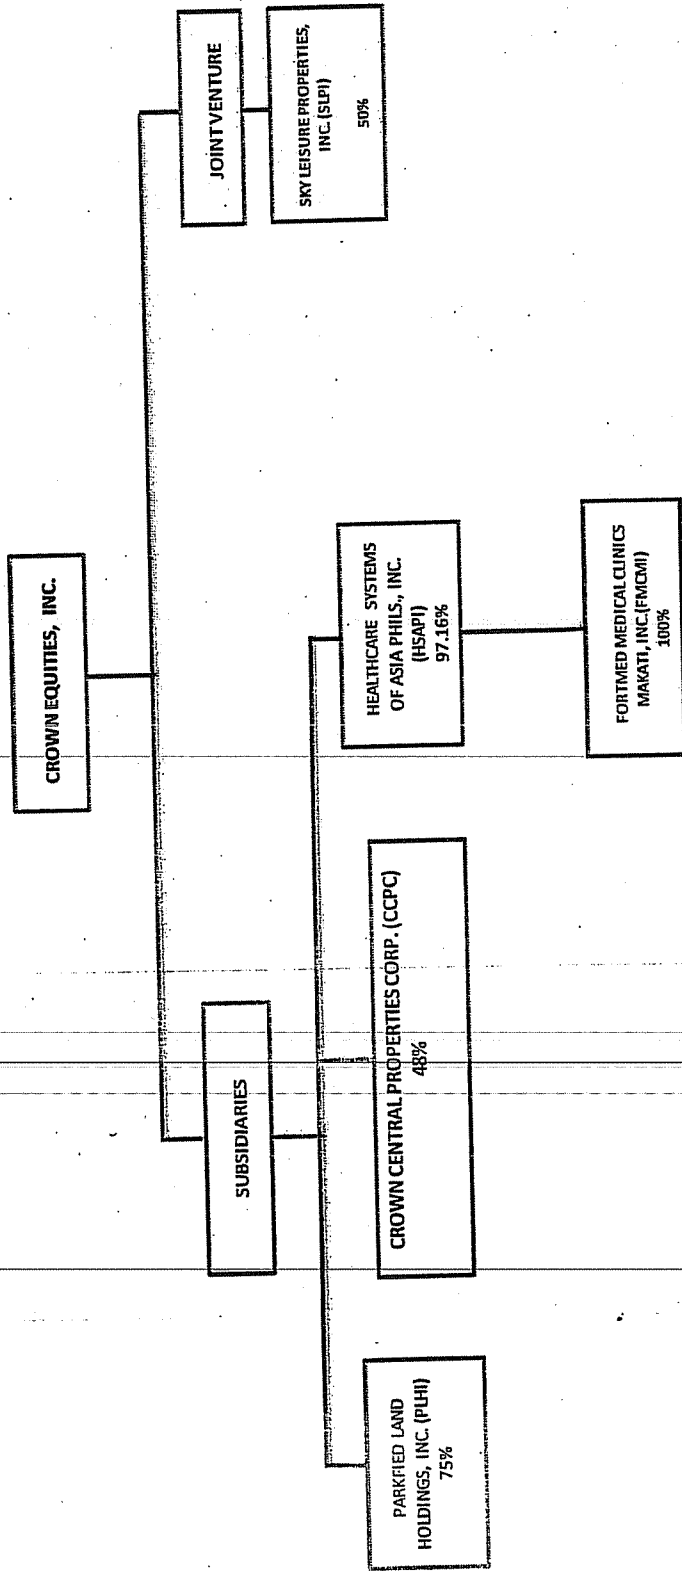 CROWN EQUITIES, INC.
SUBSIDIARIES
JOINT VENTURE
PARKFIED LAND
HOLDINGS, INC. (PLHI)
75%
CROWN CENTRAL PROPERTIES CORP. (CCPC)
48%
HEALTHCARE SYSTEMS
OF ASIA PHILS., INC.
(HSAPI)
97.16%
SKY LEISURE PROPERTIES,
INC. (SLPI)
50%
FORTMED MEDICAL CLINICS
MAKATI, INC.(FMCMI)
100%